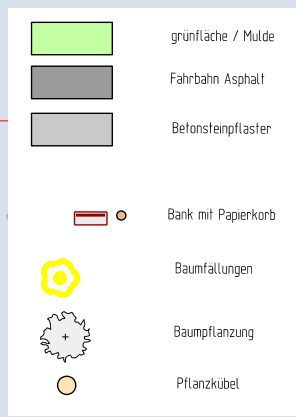 grünfläche / Mulde
Fahrbahn Asphalt
Betonsteinpflaster
Bank mit Papierkorb
Baumfällungen
Baumpflanzung
Pflanzkübel